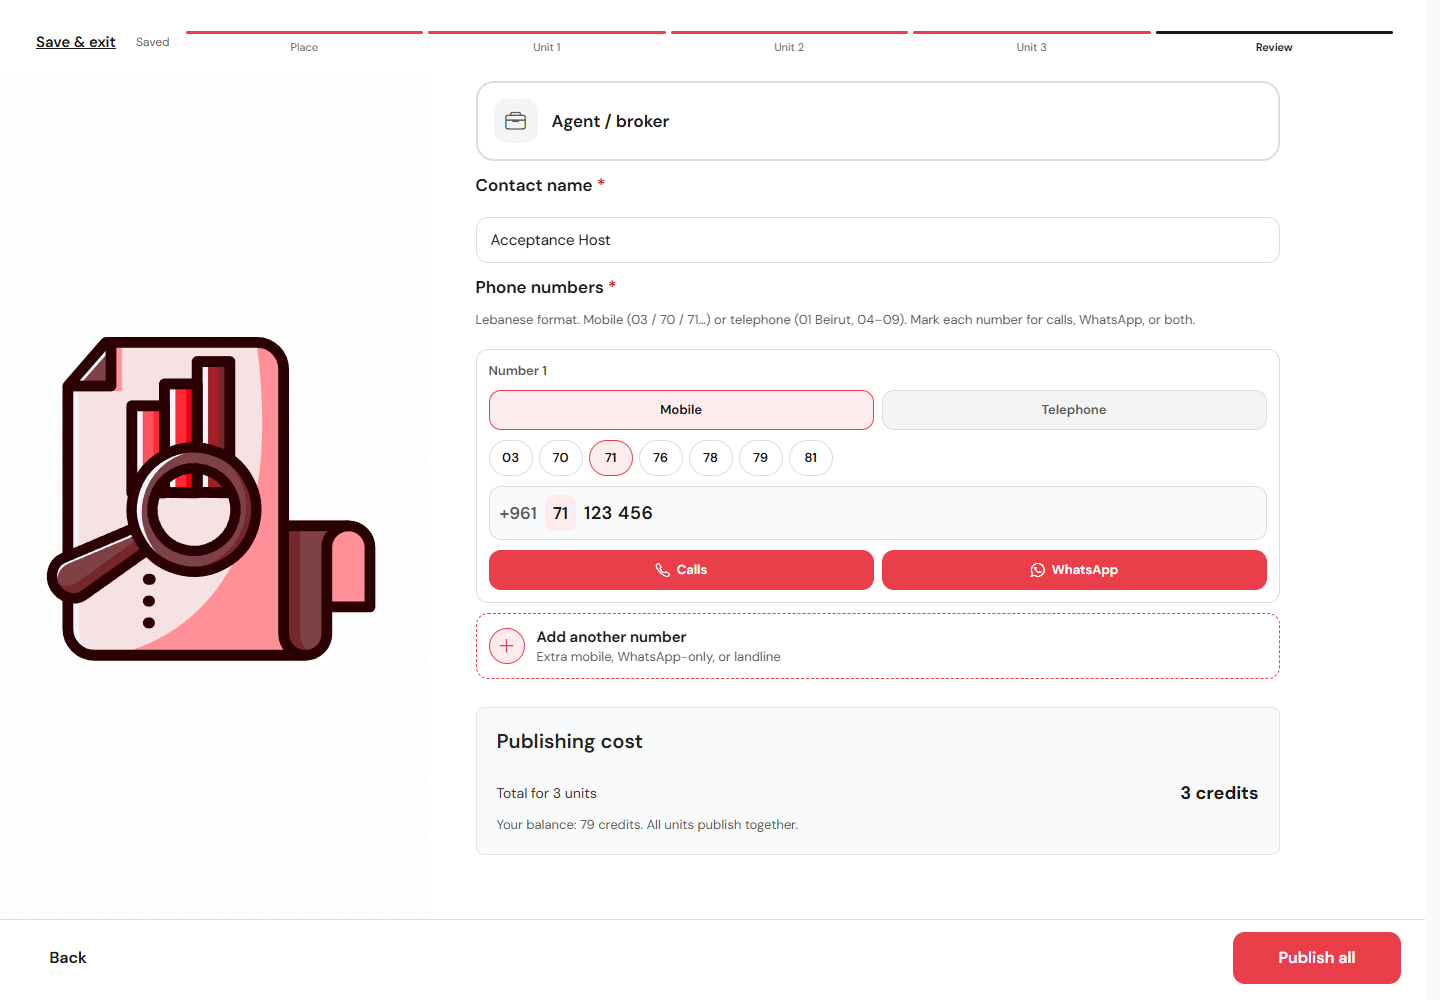 Save & exit
Saved
Place
Unit 1
Unit 2
Unit 3
Review
Agent / broker
Contact name *
Acceptance Host
Phone numbers *
Lebanese format. Mobile (03 / 70 / 71…) or telephone (01 Beirut, 04–09). Mark each number for calls, WhatsApp, or both.
Number 1
Mobile
Telephone
03
70
71
76
78
79
81
+961 71 123 456
Calls
WhatsApp
Add another number
Extra mobile, WhatsApp-only, or landline
Publishing cost
Total for 3 units
3 credits
Your balance: 79 credits. All units publish together.
Back
Publish all